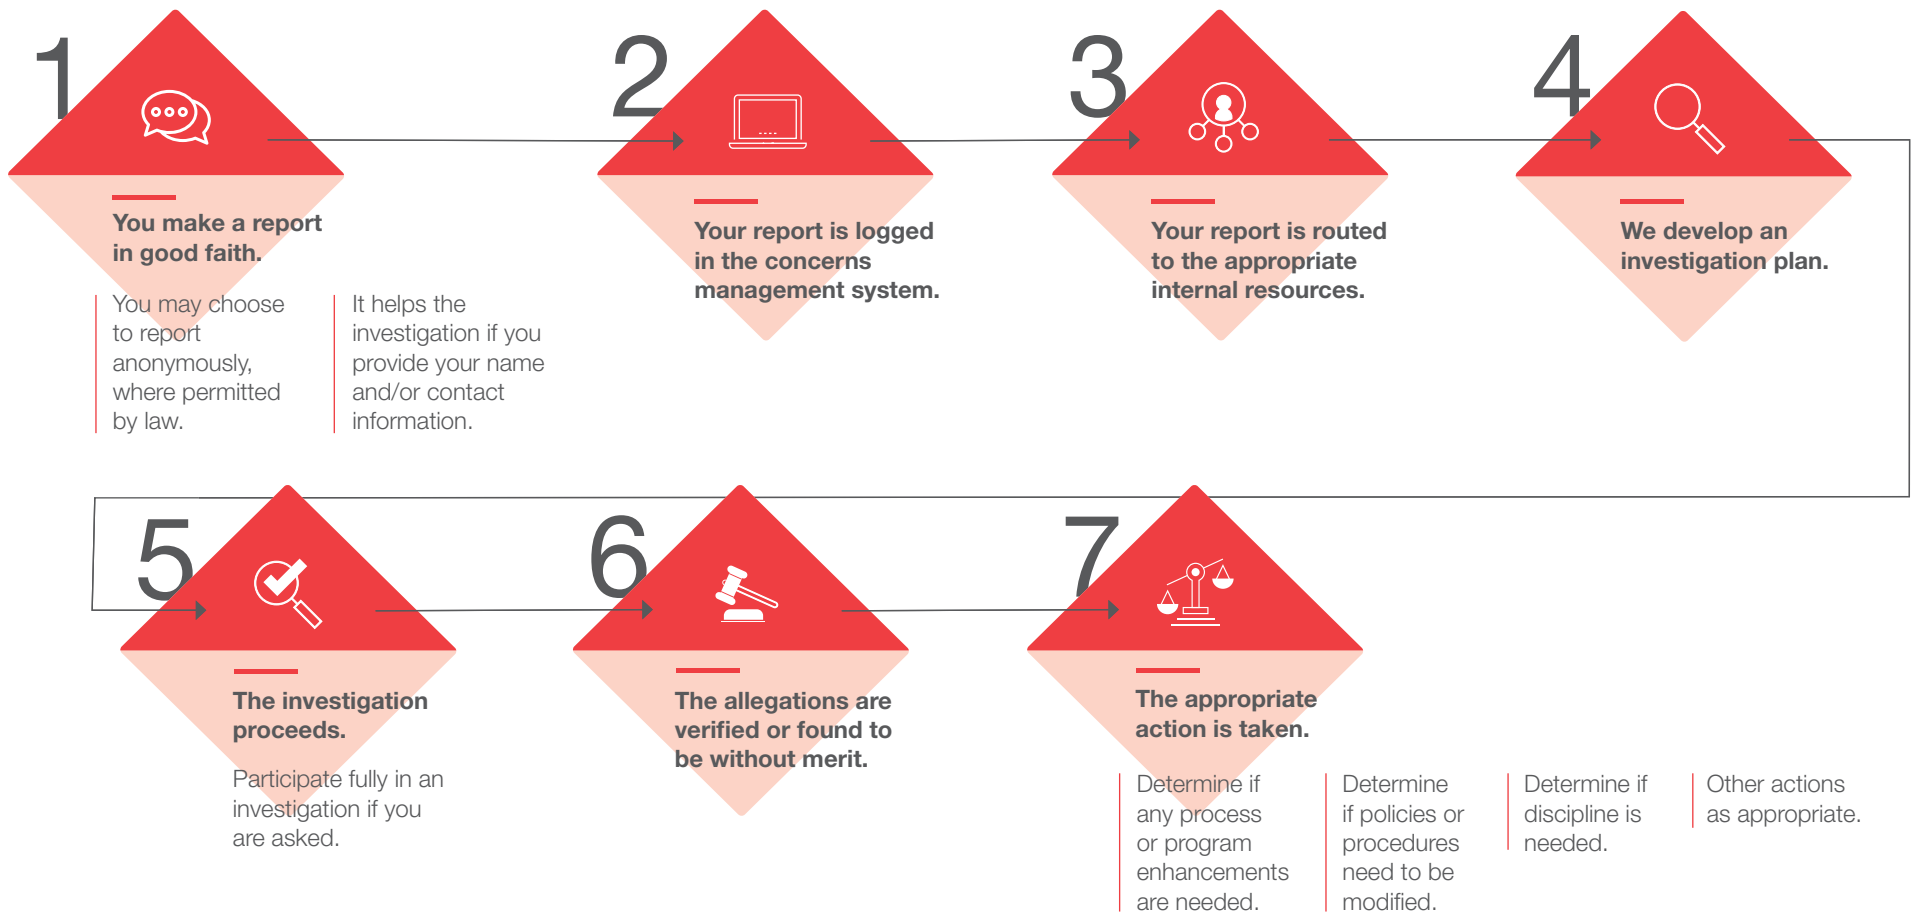 1
You make a report
in good faith.
You may choose
to report
anonymously,
where permitted
by law.
It helps the
investigation if you
provide your name
and/or contact
information.
2
Your report is logged
in the concerns
management system.
3
Your report is routed
to the appropriate
internal resources.
4
We develop an
investigation plan.
5
The investigation
proceeds.
Participate fully in an
investigation if you
are asked.
6
The allegations are
verified or found to
be without merit.
7
The appropriate
action is taken.
Determine if
any process
or program
enhancements
are needed.
Determine
if policies or
procedures
need to be
modified.
Determine if
discipline is
needed.
Other actions
as appropriate.